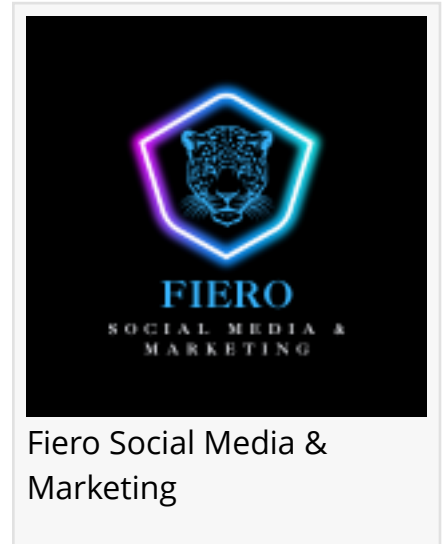 FIERO
SOCIAL MEDIA &
MARKETING
Fiero Social Media &
Marketing